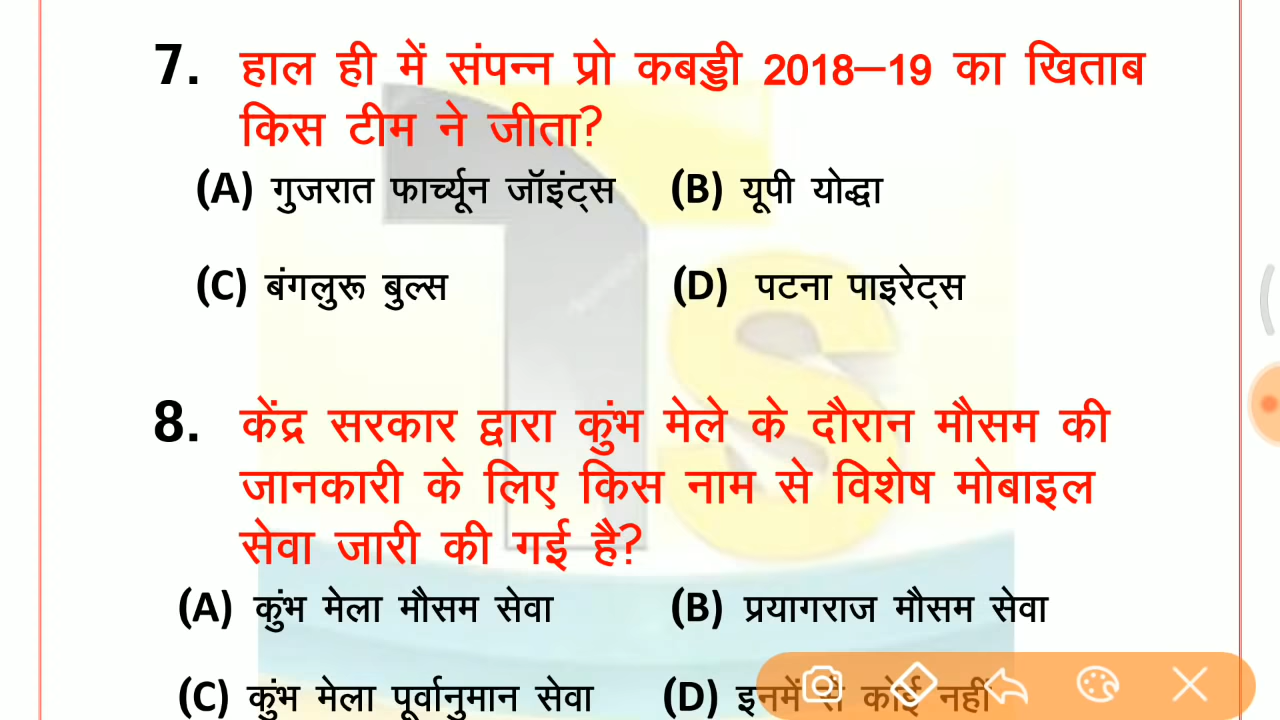 7. हाल ही में संपन्न प्रो कबड्डी 2018–19 का खिताब
किस टीम ने जीता?
(A) गुजरात फार्च्यून जॉइंट्स (B) यूपी योद्धा
(C) बंगलुरू बुल्स (D) पटना पाइरेट्स
8. केंद्र सरकार द्वारा कुंभ मेले के दौरान मौसम की
जानकारी के लिए किस नाम से विशेष मोबाइल
सेवा जारी की गई है?
(A) कुंभ मेला मौसम सेवा (B) प्रयागराज मौसम सेवा
(C) कुंभ मेला पूर्वानुमान सेवा (D) इनमें से कोई नहीं